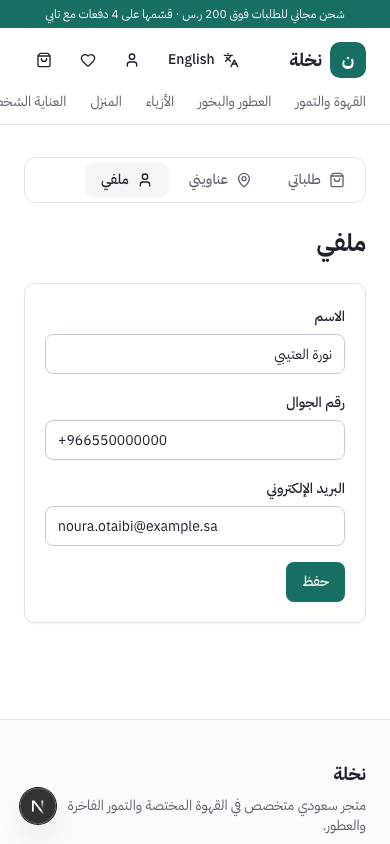 شحن مجاني للطلبات فوق 200 ر.س · قسّمها على 4 دفعات مع تابي
ن نخلة English
القهوة والتمور العطور والبخور الأزياء المنزل العناية الشخ
طلباتي عناويني ملفي
ملفي
الاسم
نورة العتيبي
رقم الجوال
+966550000000
البريد الإلكتروني
noura.otaibi@example.sa
حفظ
نخلة
متجر سعودي متخصص في القهوة المختصة والتمور الفاخرة
والعطور.
N